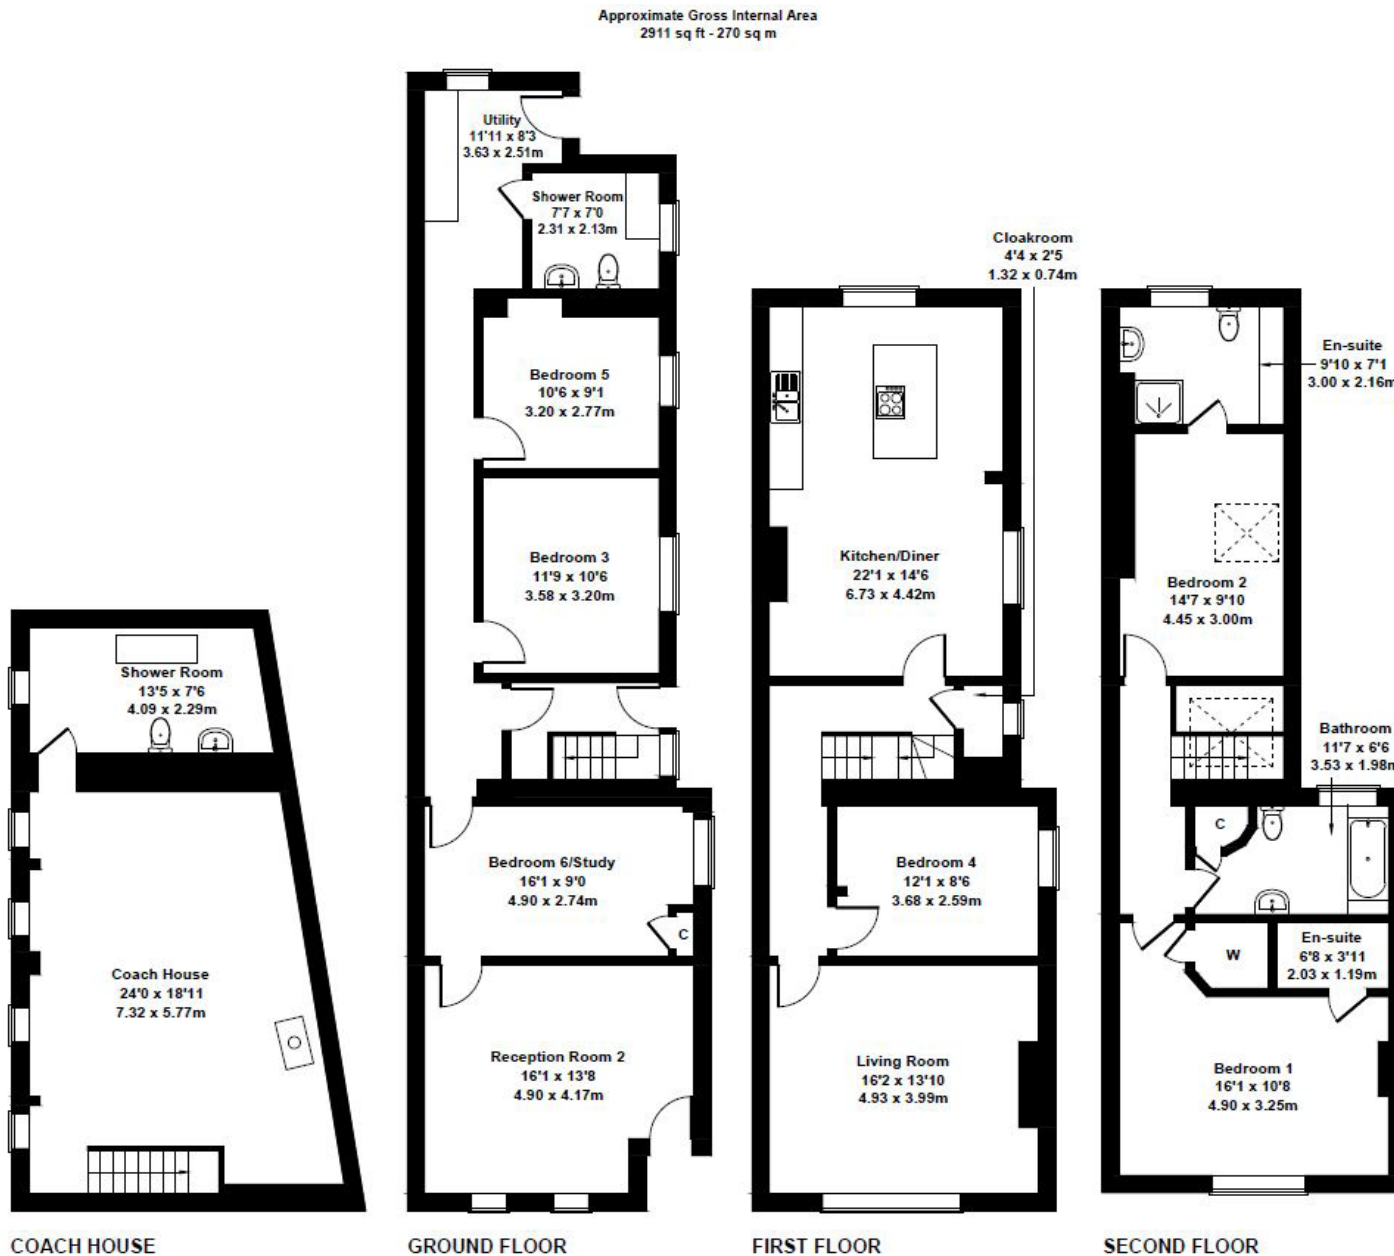 Approximate Gross Internal Area
2911 sq ft - 270 sq m
Utility
11'11 x 8'3
3.63 x 2.51m
Shower Room
7'7 x 7'0
2.31 x 2.13m
Bedroom 5
10'6 x 9'1
3.20 x 2.77m
Bedroom 3
11'9 x 10'6
3.58 x 3.20m
Bedroom 6/Study
16'1 x 9'0
4.90 x 2.74m
C
Reception Room 2
16'1 x 13'8
4.90 x 4.17m
Cloakroom
4'4 x 2'5
1.32 x 0.74m
Kitchen/Diner
22'1 x 14'6
6.73 x 4.42m
Bedroom 4
12'1 x 8'6
3.68 x 2.59m
Living Room
16'2 x 13'10
4.93 x 3.99m
En-suite
9'10 x 7'1
3.00 x 2.16m
Bedroom 2
14'7 x 9'10
4.45 x 3.00m
Bathroom
11'7 x 6'6
3.53 x 1.98m
C
W
En-suite
6'8 x 3'11
2.03 x 1.19m
Bedroom 1
16'1 x 10'8
4.90 x 3.25m
Shower Room
13'5 x 7'6
4.09 x 2.29m
Coach House
24'0 x 18'11
7.32 x 5.77m
COACH HOUSE
GROUND FLOOR
FIRST FLOOR
SECOND FLOOR